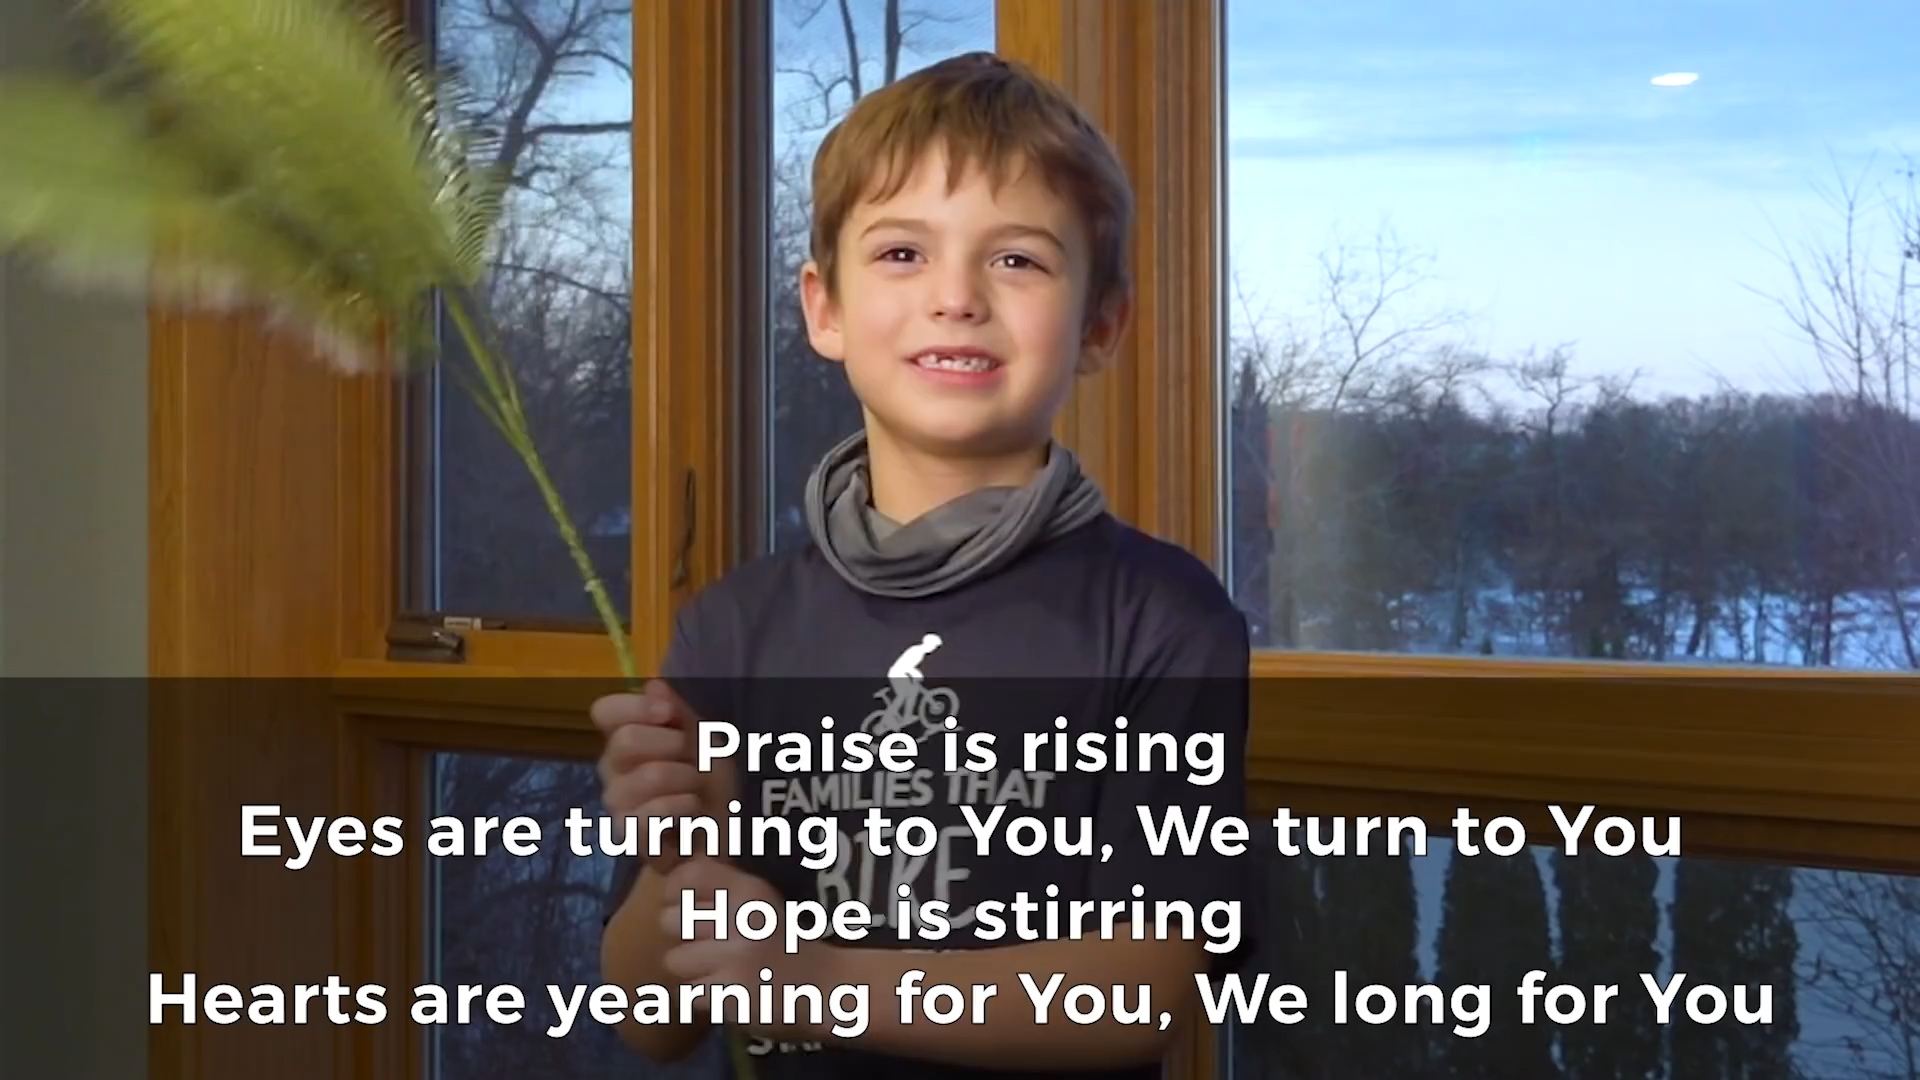 Praise is rising
FAMILIES THAT
Eyes are turning to You, We turn to You
BIKE
Hope is stirring
Hearts are yearning for You, We long for You